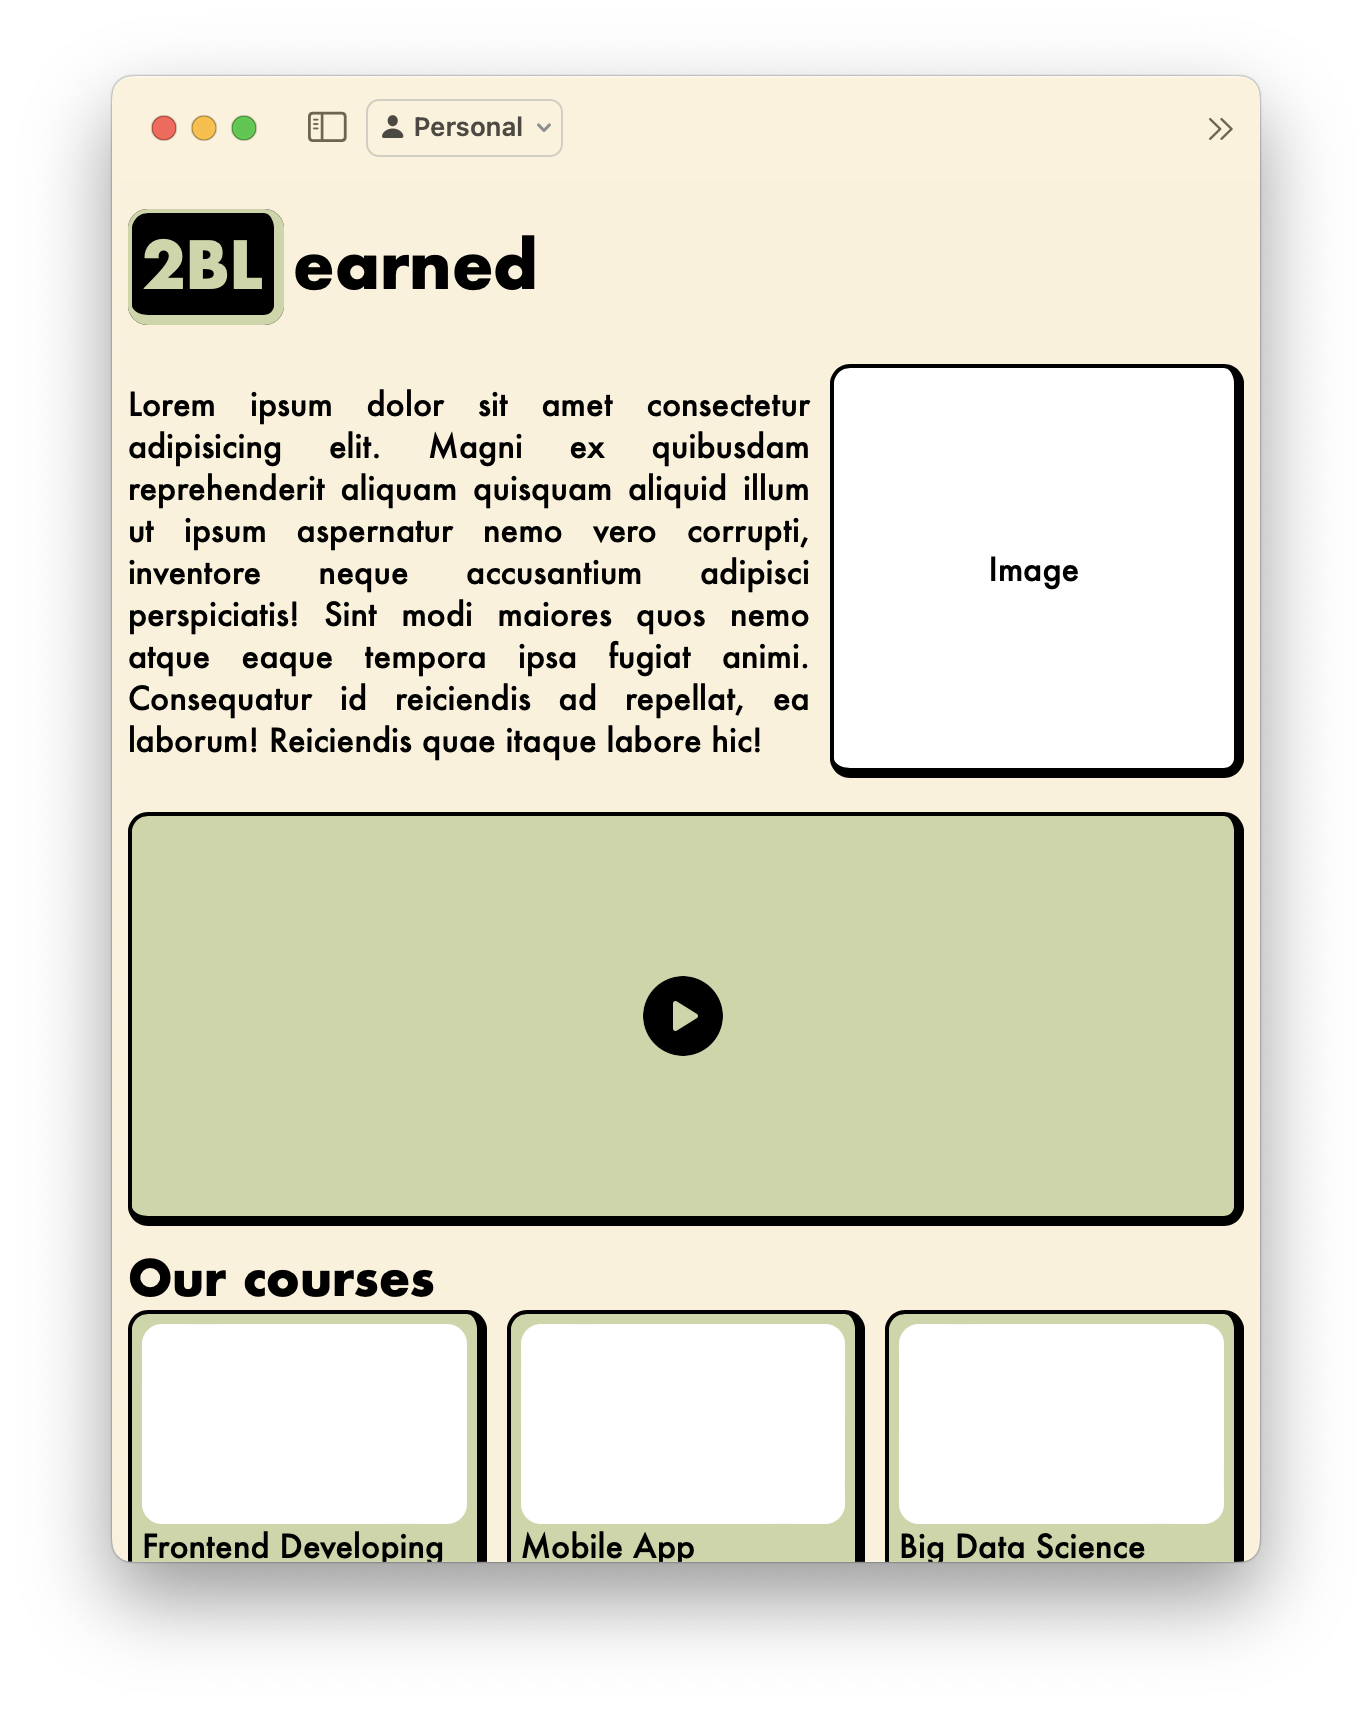 Personal
2BL earned
Lorem ipsum dolor sit amet consectetur
adipisicing elit. Magni ex quibusdam
reprehenderit aliquam quisquam aliquid illum
ut ipsum aspernatur nemo vero corrupti,
inventore neque accusantium adipisci
perspiciatis! Sint modi maiores quos nemo
atque eaque tempora ipsa fugiat animi.
Consequatur id reiciendis ad repellat, ea
laborum! Reiciendis quae itaque labore hic!
Image
Our courses
Frontend Developing
Mobile App
Big Data Science